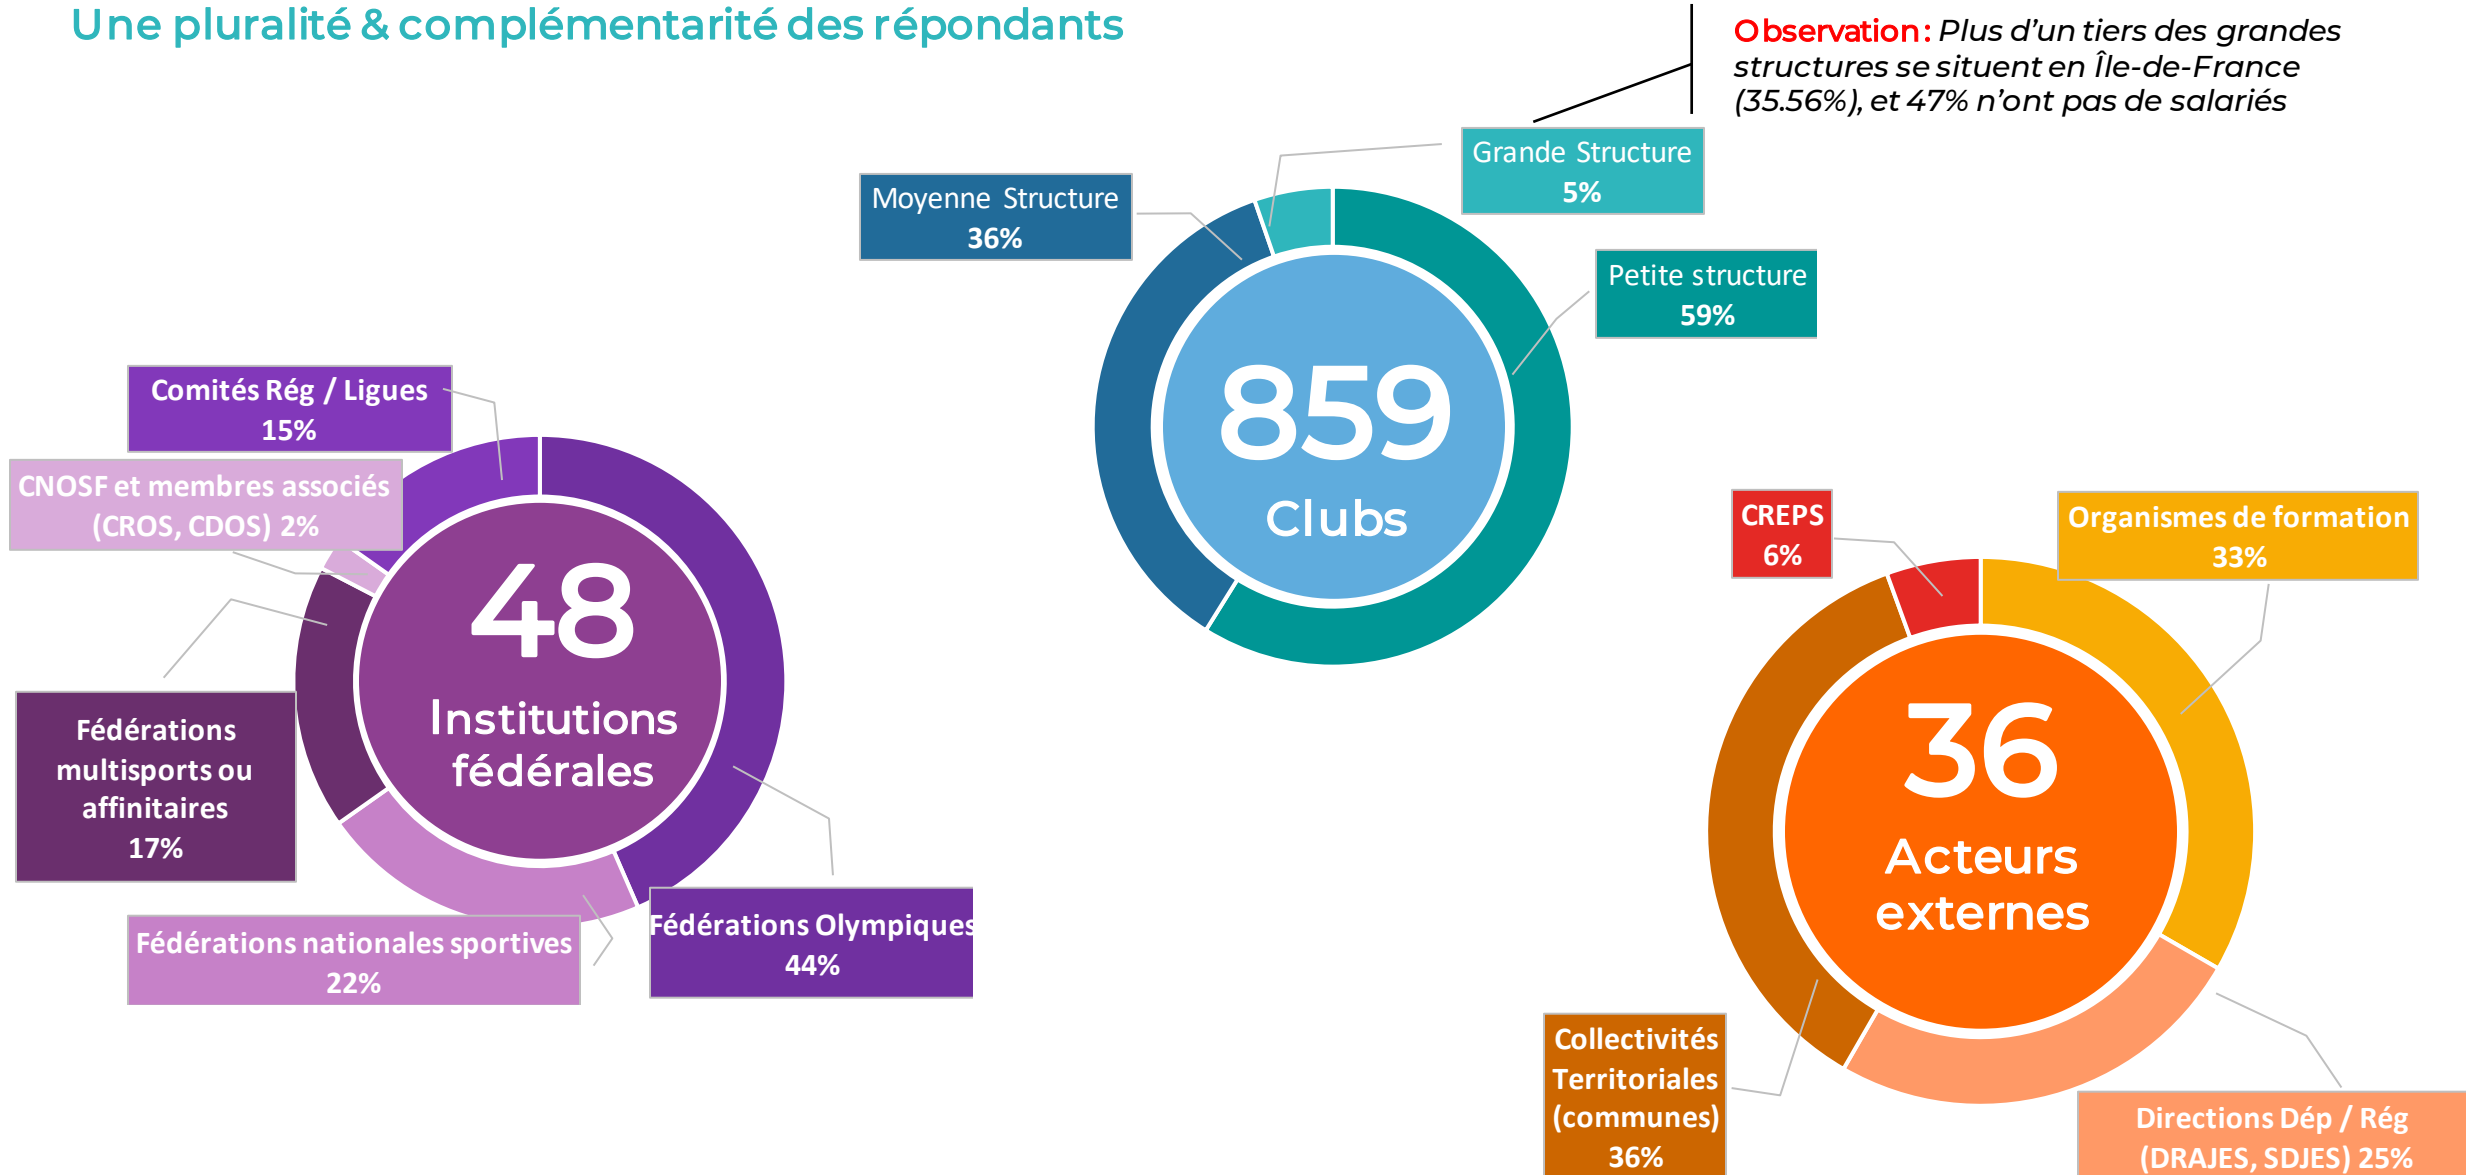 Une pluralité & complémentarité des répondants
Observation : Plus d’un tiers des grandes
structures se situent en Île-de-France
(35.56%), et 47% n’ont pas de salariés
Grande Structure
5%
Moyenne Structure
36%
Petite structure
59%
859
Clubs
Comités Rég / Ligues
15%
CNOSF et membres associés
(CROS, CDOS) 2%
48
Institutions
fédérales
Fédérations
multisports ou
affinitaires
17%
Fédérations nationales sportives
22%
Fédérations Olympiques
44%
CREPS
6%
Organismes de formation
33%
36
Acteurs
externes
Collectivités
Territoriales
(communes)
36%
Directions Dép / Rég
(DRAJES, SDJES) 25%